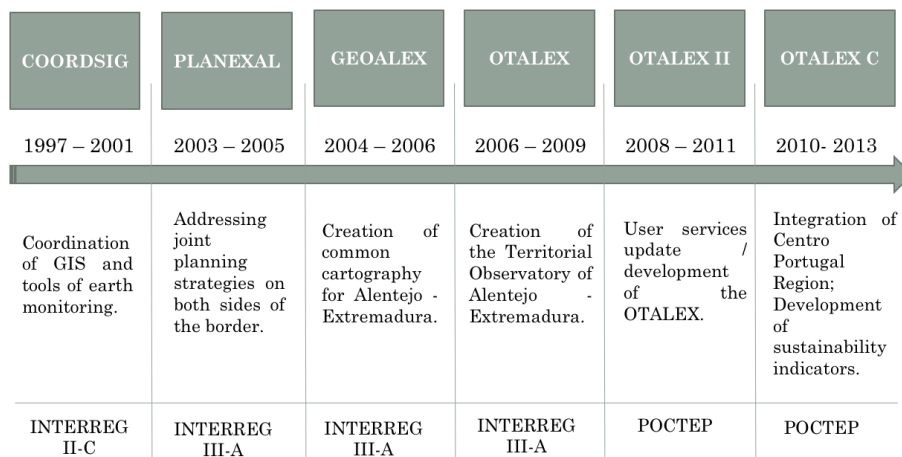 COORDSIG
PLANEXAL
GEOALEX
OTALEX
OTALEX II
OTALEX C
1997 – 2001
2003 – 2005
2004 – 2006
2006 – 2009
2008 – 2011
2010- 2013
Coordination
of GIS and
tools of earth
monitoring.
Addressing
joint
planning
strategies on
both sides of
the border.
Creation of
common
cartography
for Alentejo -
Extremadura.
Creation of
the Territorial
Observatory of
Alentejo -
Extremadura.
User services
update /
development
of the
OTALEX.
Integration of
Centro
Portugal
Region;
Development
of
sustainability
indicators.
INTERREG
II-C
INTERREG
III-A
INTERREG
III-A
INTERREG
III-A
POCTEP
POCTEP